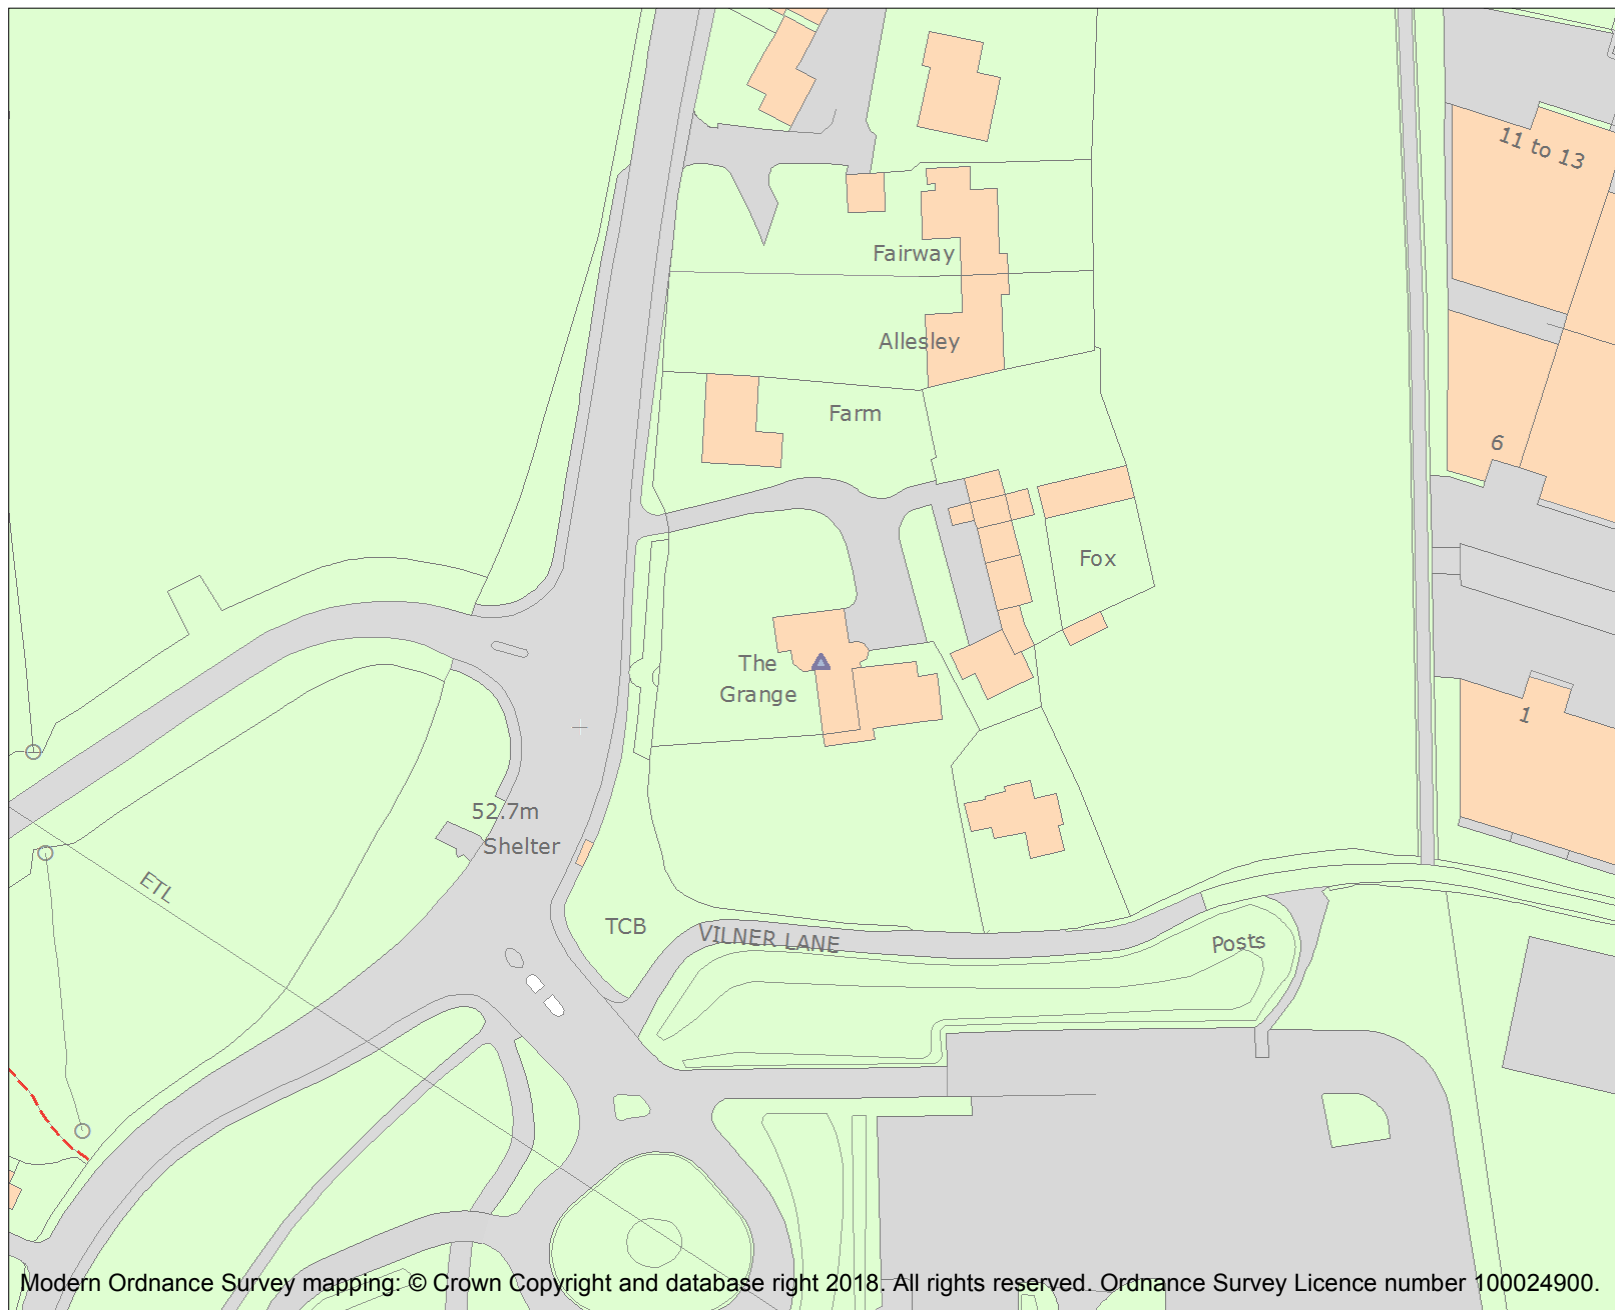 11 to 13
Fairway
Allesley
Farm
6
Fox
The
Grange
1
52.7m
Shelter
ETL
TCB
VILNER LANE
Posts
Modern Ordnance Survey mapping: © Crown Copyright and database right 2018. All rights reserved. Ordnance Survey Licence number 100024900.